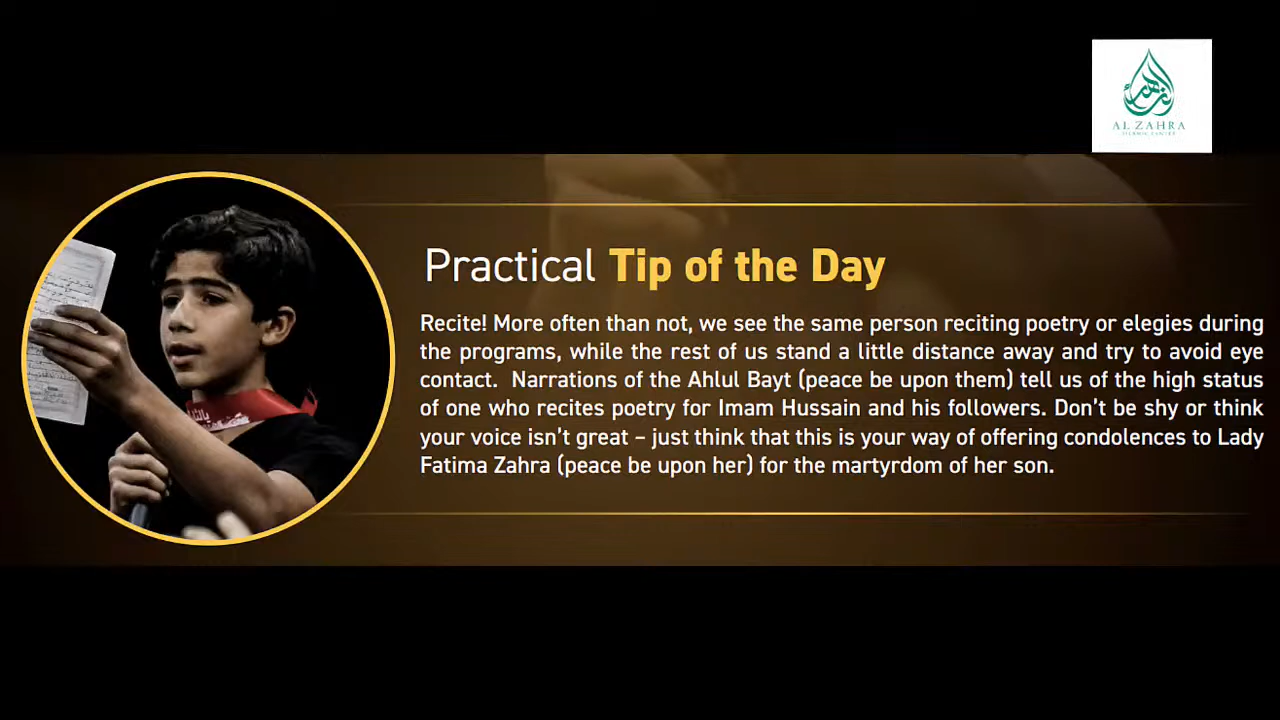 AL ZAHRA
ISLAMIC CENTRE
Practical Tip of the Day
Recite! More often than not, we see the same person reciting poetry or elegies during
the programs, while the rest of us stand a little distance away and try to avoid eye
contact.  Narrations of the Ahlul Bayt (peace be upon them) tell us of the high status
of one who recites poetry for Imam Hussain and his followers. Don’t be shy or think
your voice isn’t great – just think that this is your way of offering condolences to Lady
Fatima Zahra (peace be upon her) for the martyrdom of her son.